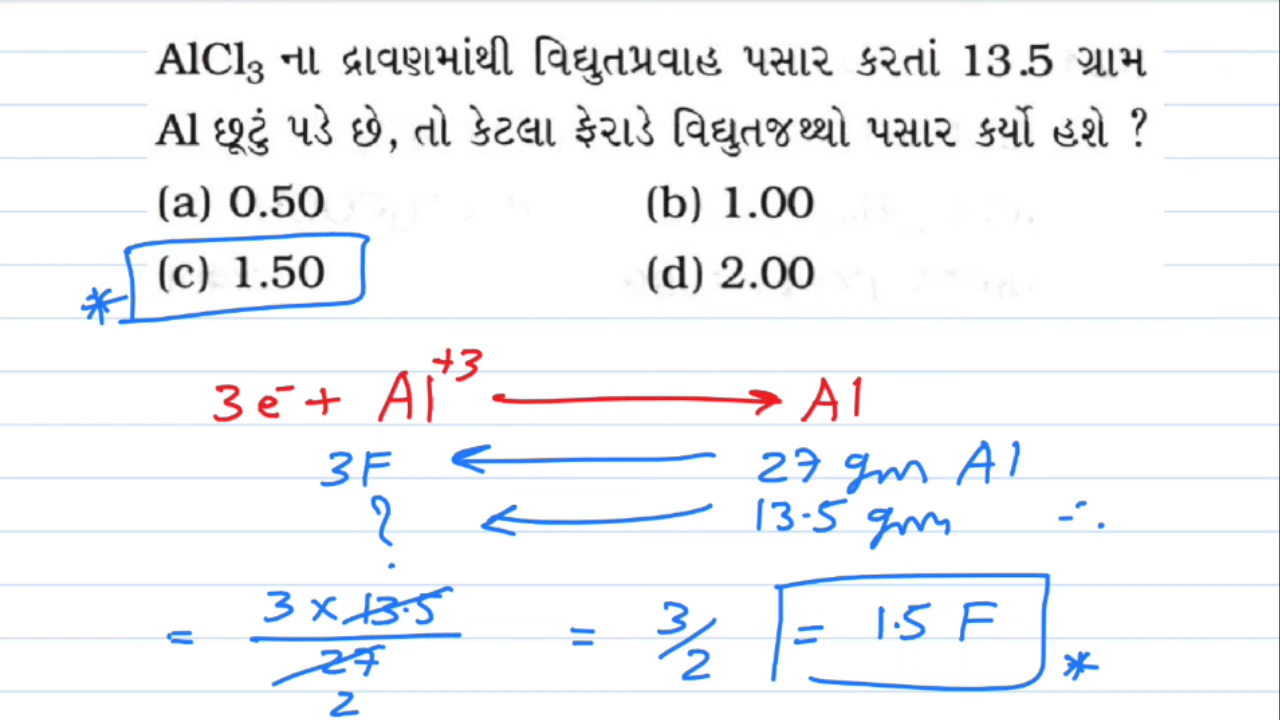 AlCl₃ ના દ્રાવણમાંથી વિદ્યુતપ્રવાહ પસાર કરતાં 13.5 ગ્રામ
Al છૂટું પડે છે, તો કેટલા ફેરાડે વિદ્યુતજથ્થો પસાર કર્યો હશે ?
(a) 0.50 (b) 1.00
* (c) 1.50 (d) 2.00
3e⁻ + Al⁺³ ⟶ Al
3F ⟵ 27 gm Al
? ⟵ 13.5 gm ∴
= 3 × 13.5 / 27 2 = 3/2 = 1.5 F *